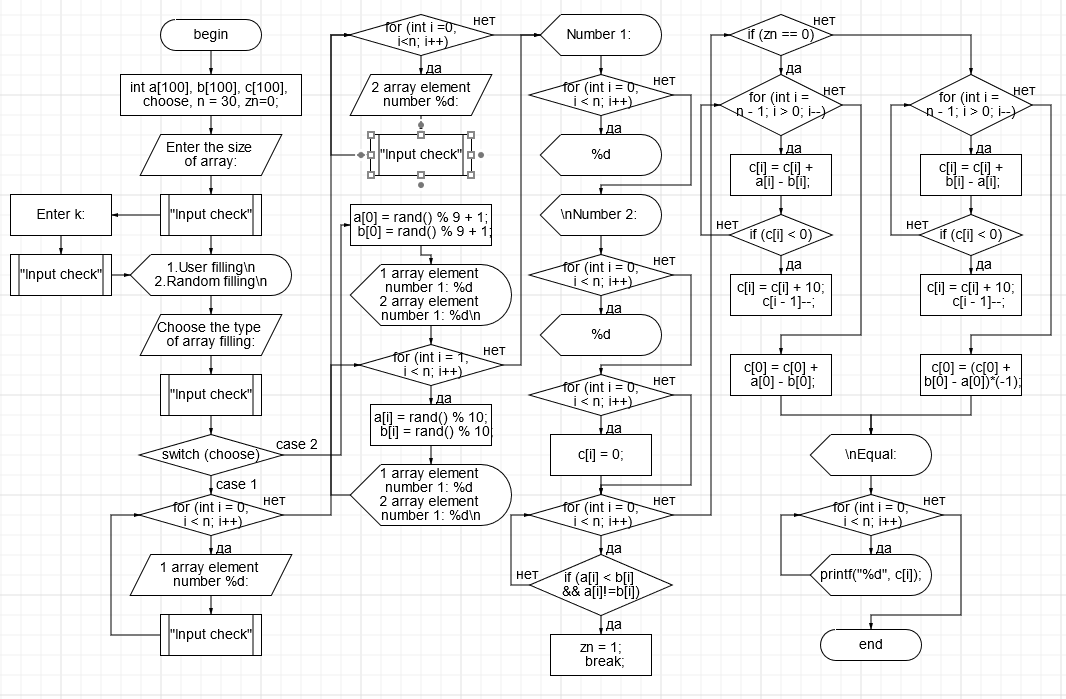 begin
int a[100], b[100], c[100],
choose, n = 30, zn=0;
Enter the size
of array:
"Input check"
Enter k:
"Input check"
1.User filling\n
2.Random filling\n
Choose the type
of array filling:
"Input check"
switch (choose)
case 2
case 1
for (int i = 0,
i < n; i++)
нет
да
1 array element
number %d:
"Input check"
for (int i =0,
i<n; i++)
нет
да
2 array element
number %d:
"Input check"
a[0] = rand() % 9 + 1;
b[0] = rand() % 9 + 1;
1 array element
number 1: %d
2 array element
number 1: %d\n
for (int i = 1,
i < n; i++)
нет
да
a[i] = rand() % 10;
b[i] = rand() % 10
1 array element
number 1: %d
2 array element
number 1: %d\n
Number 1:
for (int i = 0,
i < n; i++)
нет
да
%d
\nNumber 2:
for (int i = 0,
i < n; i++)
нет
да
%d
for (int i = 0,
i < n; i++)
нет
да
c[i] = 0;
for (int i = 0,
i < n; i++)
нет
да
if (a[i] < b[i]
&& a[i]!=b[i])
нет
да
zn = 1;
break;
if (zn == 0)
нет
да
for (int i =
n - 1; i > 0; i--)
нет
да
c[i] = c[i] +
a[i] - b[i];
if (c[i] < 0)
нет
да
c[i] = c[i] + 10;
c[i - 1]--;
c[0] = c[0] +
a[0] - b[0];
for (int i =
n - 1; i > 0; i--)
нет
да
c[i] = c[i] +
b[i] - a[i];
if (c[i] < 0)
нет
да
c[i] = c[i] + 10;
c[i - 1]--;
c[0] = (c[0] +
b[0] - a[0])*(-1);
\nEqual:
for (int i = 0,
i < n; i++)
нет
да
printf("%d", c[i]);
end